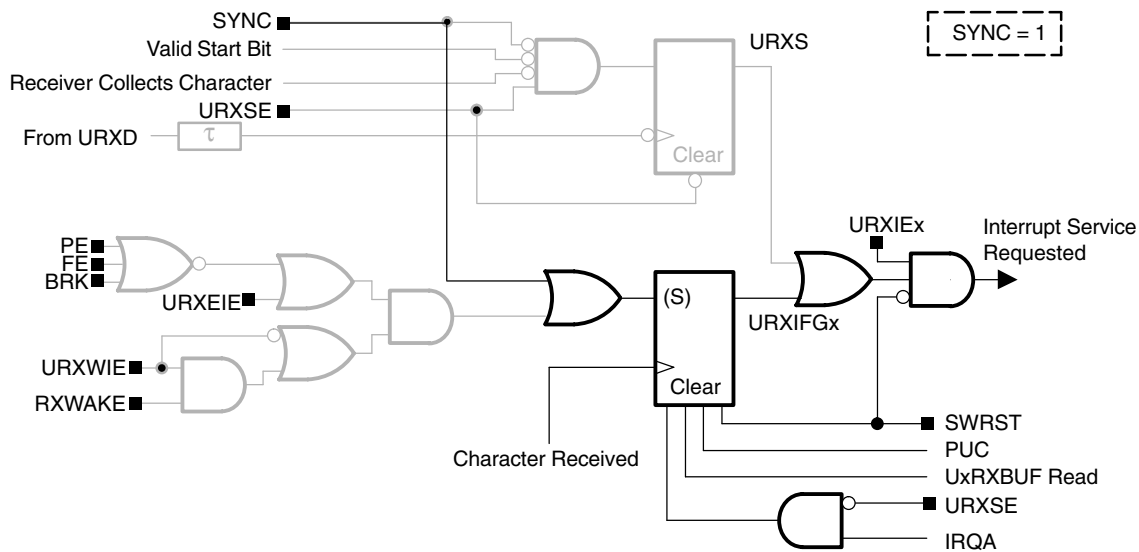 SYNC
SYNC = 1
URXS
Valid Start Bit
Receiver Collects Character
URXSE
From URXD
τ
Clear
PE
FE
BRK
URXEIE
URXWIE
RXWAKE
(S)
Clear
URXIFGx
URXIEx
Interrupt Service
Requested
Character Received
SWRST
PUC
UxRXBUF Read
URXSE
IRQA